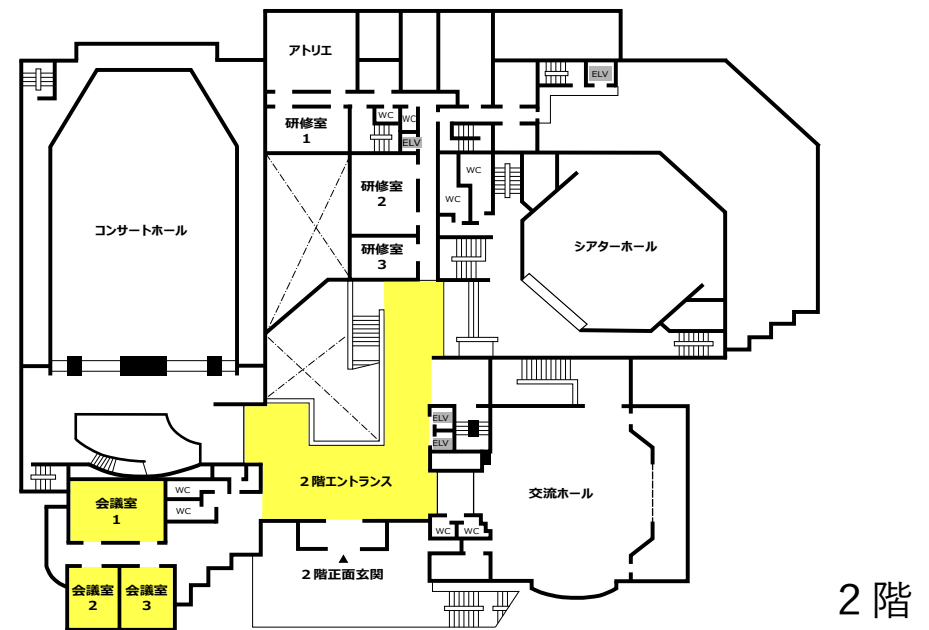 アトリエ
ELV
研修室
1
WC
WC
ELV
WC
研修室
2
WC
コンサートホール
シアターホール
研修室
3
ELV
ELV
2階エントランス
交流ホール
会議室
1
WC
WC
WC
WC
▲
2階正面玄関
会議室
2
会議室
3
2階